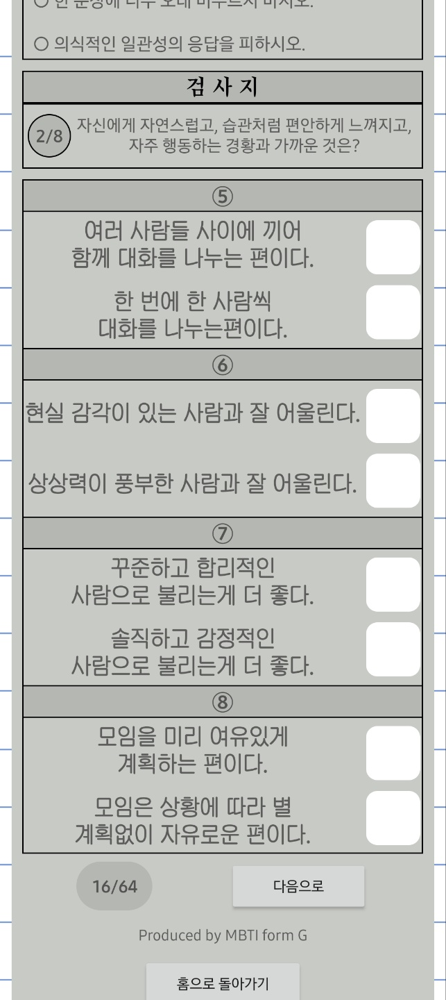 ○ 한 문장에 너무 오래 머무르지 마시오.
○ 의식적인 일관성의 응답을 피하시오.
검 사 지
2/8
자신에게 자연스럽고, 습관처럼 편안하게 느껴지고,
자주 행동하는 경황과 가까운 것은?
⑤
여러 사람들 사이에 끼어
함께 대화를 나누는 편이다.
한 번에 한 사람씩
대화를 나누는편이다.
⑥
현실 감각이 있는 사람과 잘 어울린다.
상상력이 풍부한 사람과 잘 어울린다.
⑦
꾸준하고 합리적인
사람으로 불리는게 더 좋다.
솔직하고 감정적인
사람으로 불리는게 더 좋다.
⑧
모임을 미리 여유있게
계획하는 편이다.
모임은 상황에 따라 별
계획없이 자유로운 편이다.
16/64
다음으로
Produced by MBTI form G
홈으로 돌아가기